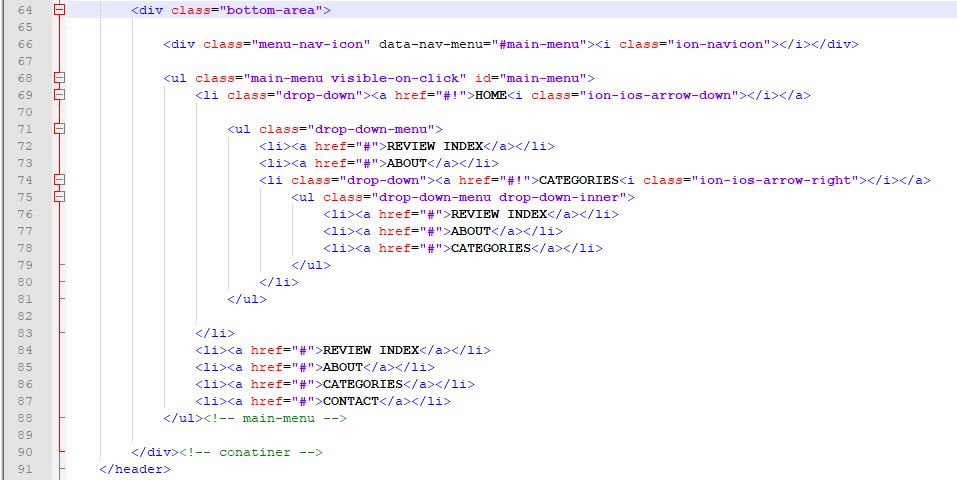 64 <div class="bottom-area">
65
66 <div class="menu-nav-icon" data-nav-menu="#main-menu"><i class="ion-navicon"></i></div>
67
68 <ul class="main-menu visible-on-click" id="main-menu">
69 <li class="drop-down"><a href="#!">HOME<i class="ion-ios-arrow-down"></i></a>
70
71 <ul class="drop-down-menu">
72 <li><a href="#">REVIEW INDEX</a></li>
73 <li><a href="#">ABOUT</a></li>
74 <li class="drop-down"><a href="#!">CATEGORIES<i class="ion-ios-arrow-right"></i></a>
75 <ul class="drop-down-menu drop-down-inner">
76 <li><a href="#">REVIEW INDEX</a></li>
77 <li><a href="#">ABOUT</a></li>
78 <li><a href="#">CATEGORIES</a></li>
79 </ul>
80 </li>
81 </ul>
82
83 </li>
84 <li><a href="#">REVIEW INDEX</a></li>
85 <li><a href="#">ABOUT</a></li>
86 <li><a href="#">CATEGORIES</a></li>
87 <li><a href="#">CONTACT</a></li>
88 </ul><!-- main-menu -->
89
90 </div><!-- conatiner -->
91 </header>